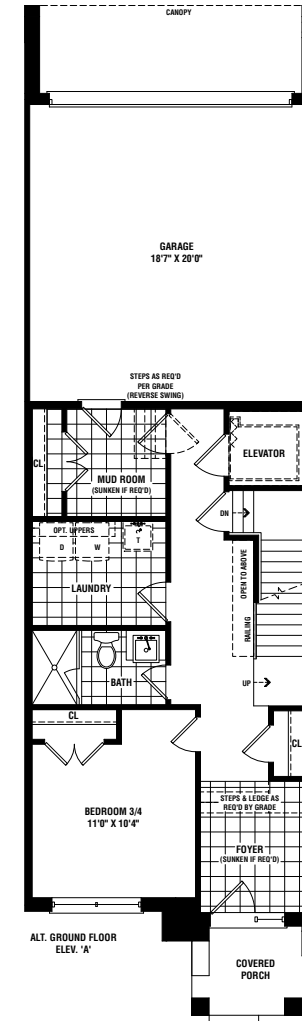 CANOPY
GARAGE
18'7" X 20'0"
STEPS AS REQ'D
PER GRADE
(REVERSE SWING)
CL
MUD ROOM
(SUNKEN IF REQ'D)
ELEVATOR
DN
OPT. UPPERS
D
W
T
LAUNDRY
OPEN TO ABOVE
RAILING
BATH
UP
CL
CL
BEDROOM 3/4
11'0" X 10'4"
STEPS & LEDGE AS
REQ'D BY GRADE
FOYER
(SUNKEN IF REQ'D)
ALT. GROUND FLOOR
ELEV. 'A'
COVERED
PORCH